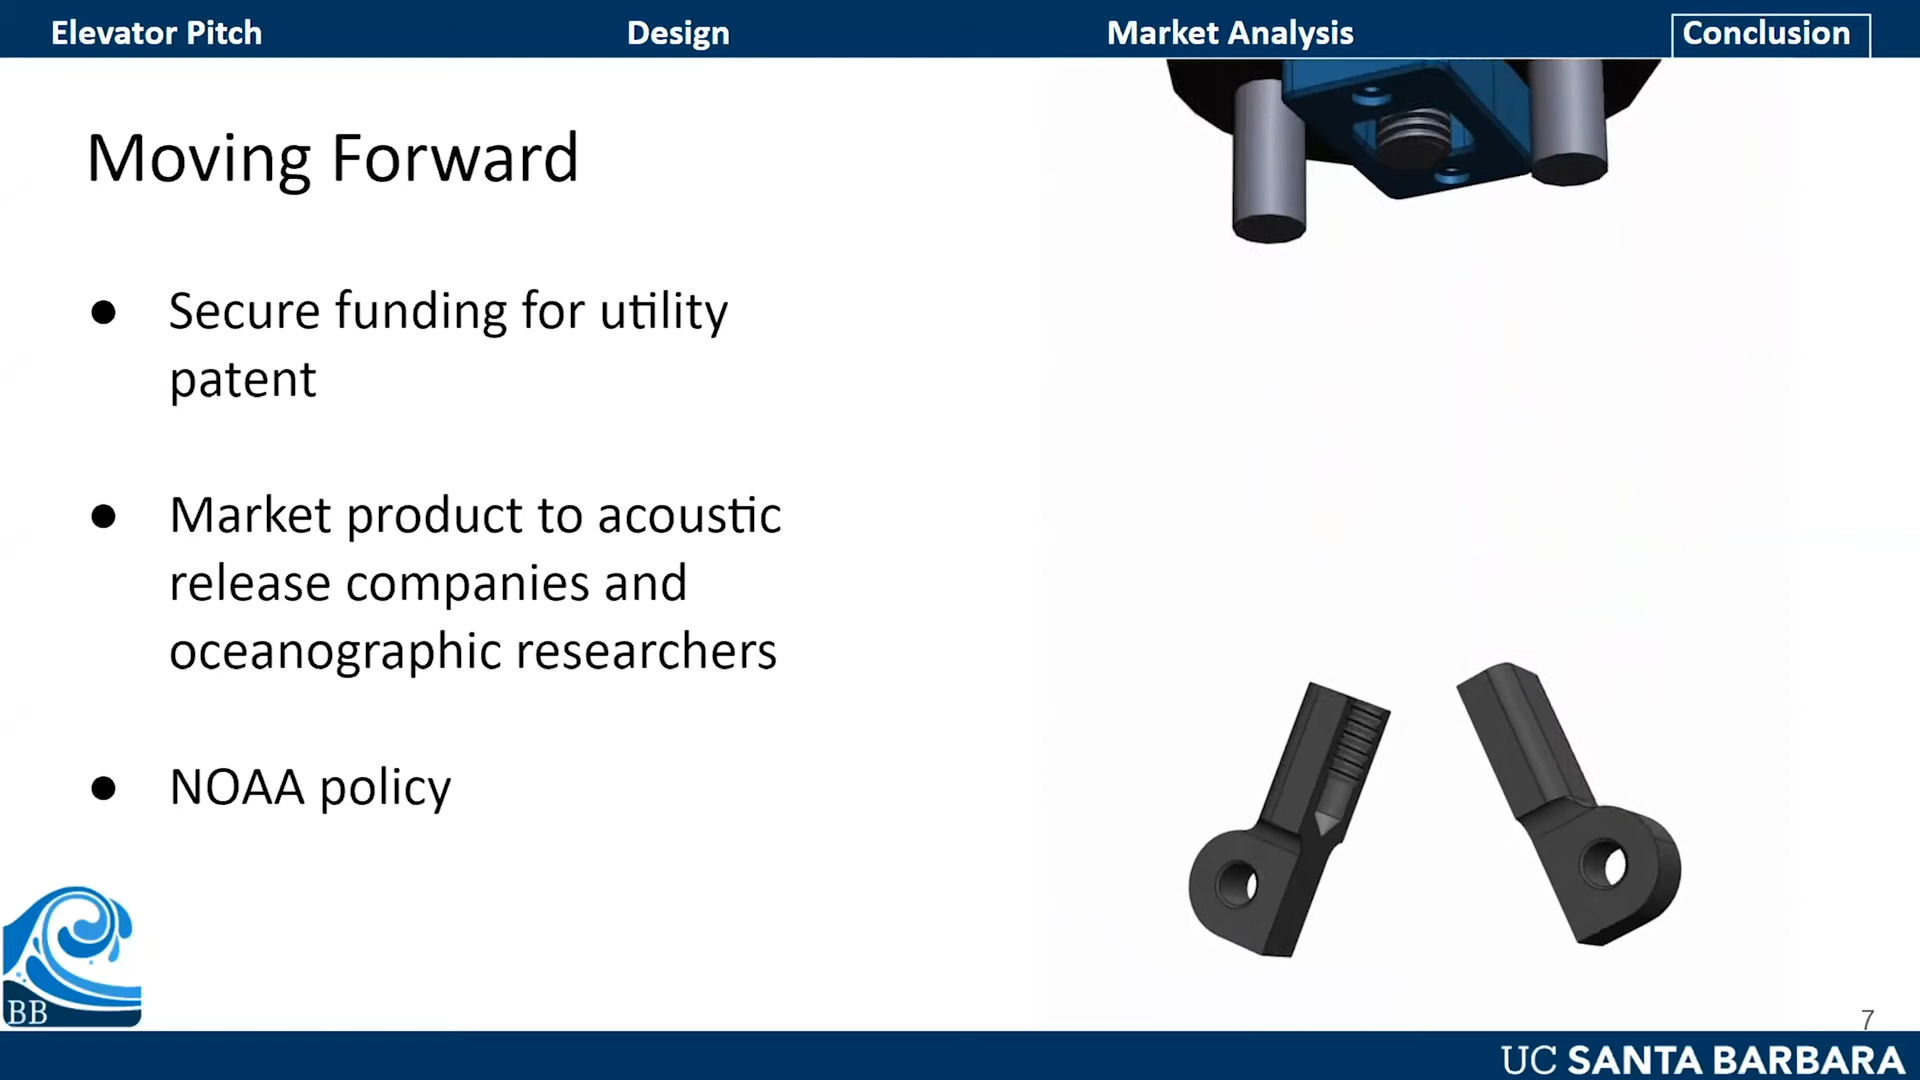 Elevator Pitch
Design
Market Analysis
Conclusion
Moving Forward
● Secure funding for utility
patent
● Market product to acoustic
release companies and
oceanographic researchers
● NOAA policy
BB
7
UC SANTA BARBARA